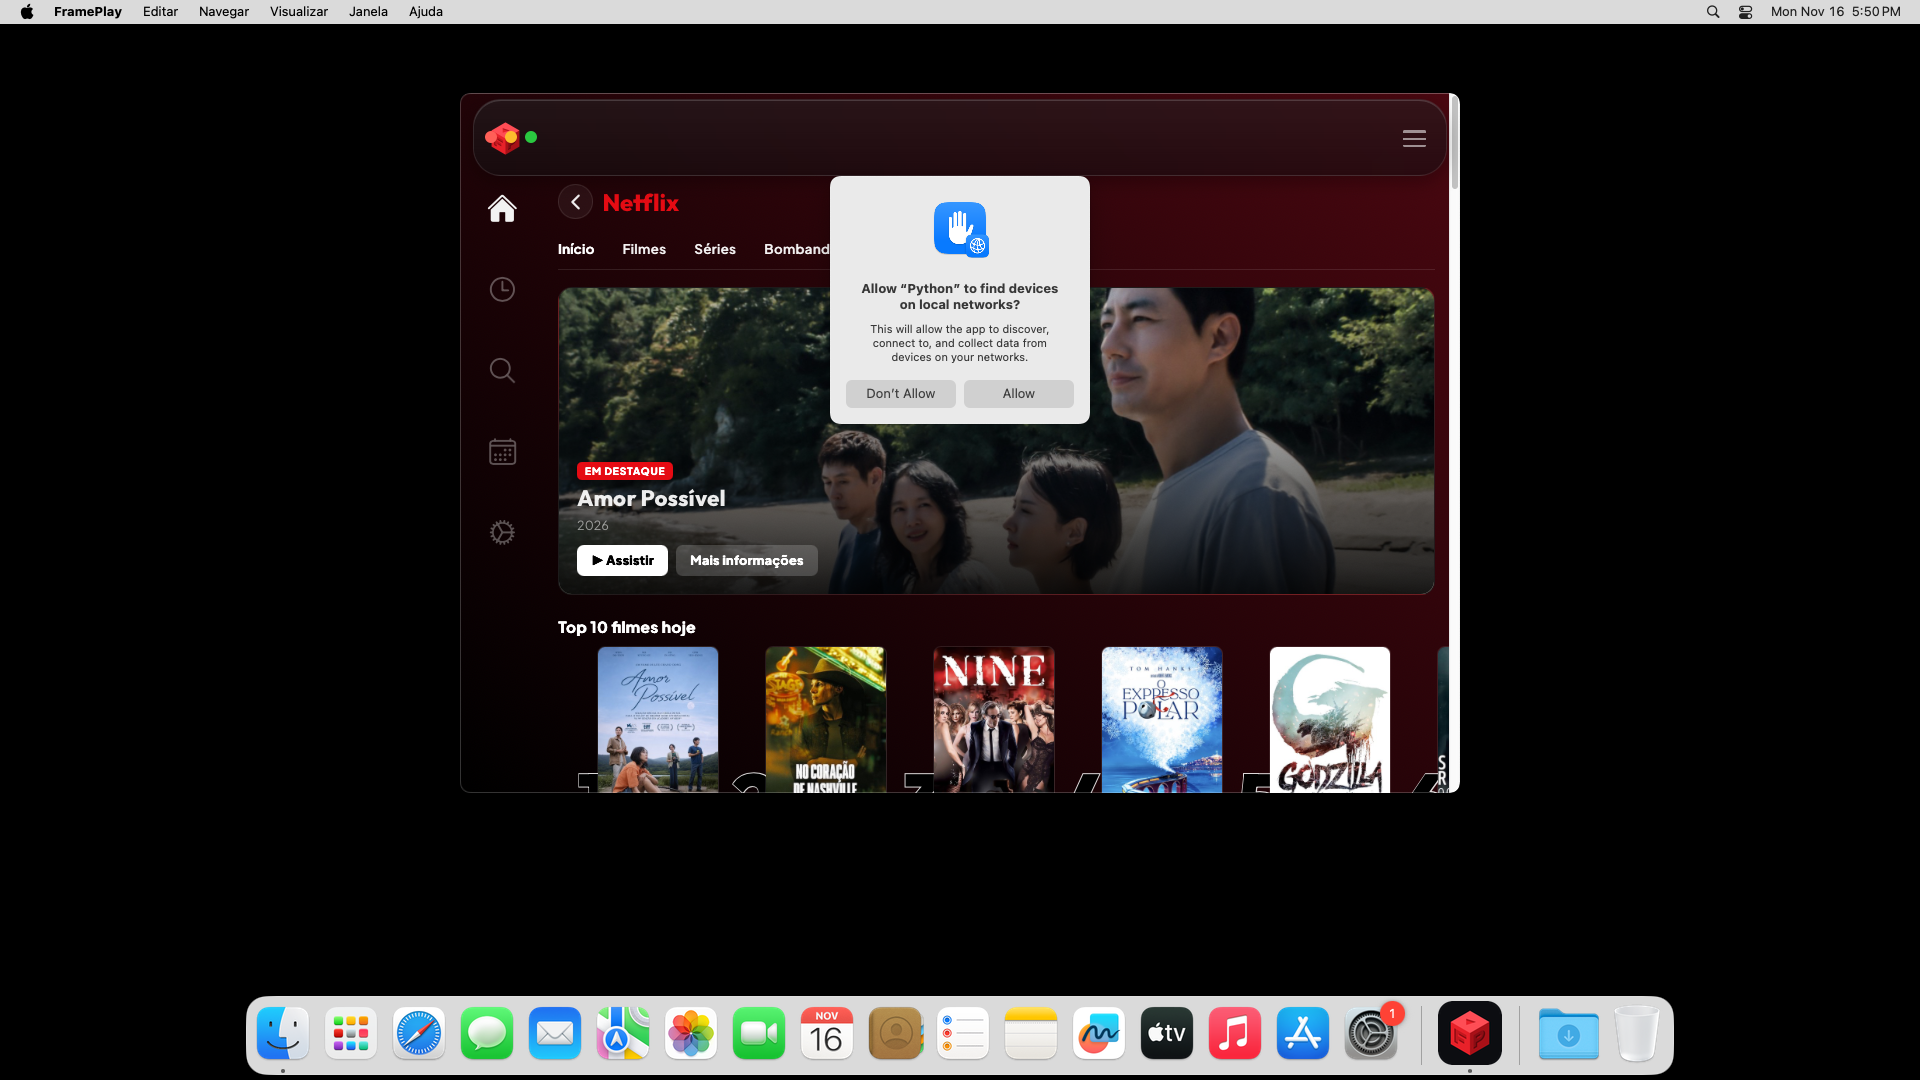 FramePlay Editar Navegar Visualizar Janela Ajuda
Mon Nov 16 5:50 PM
Netflix
Início Filmes Séries Bomband
Allow “Python” to find devices
on local networks?
This will allow the app to discover,
connect to, and collect data from
devices on your networks.
Don’t Allow Allow
EM DESTAQUE
Amor Possível
2026
▶ Assistir Mais informações
Top 10 filmes hoje
Amor
Possível
NO CORAÇÃO
DE NASHVILLE
NINE
TOM HANKS
O
EXPRESSO
POLAR
GODZILLA
NOV
16
tv
1